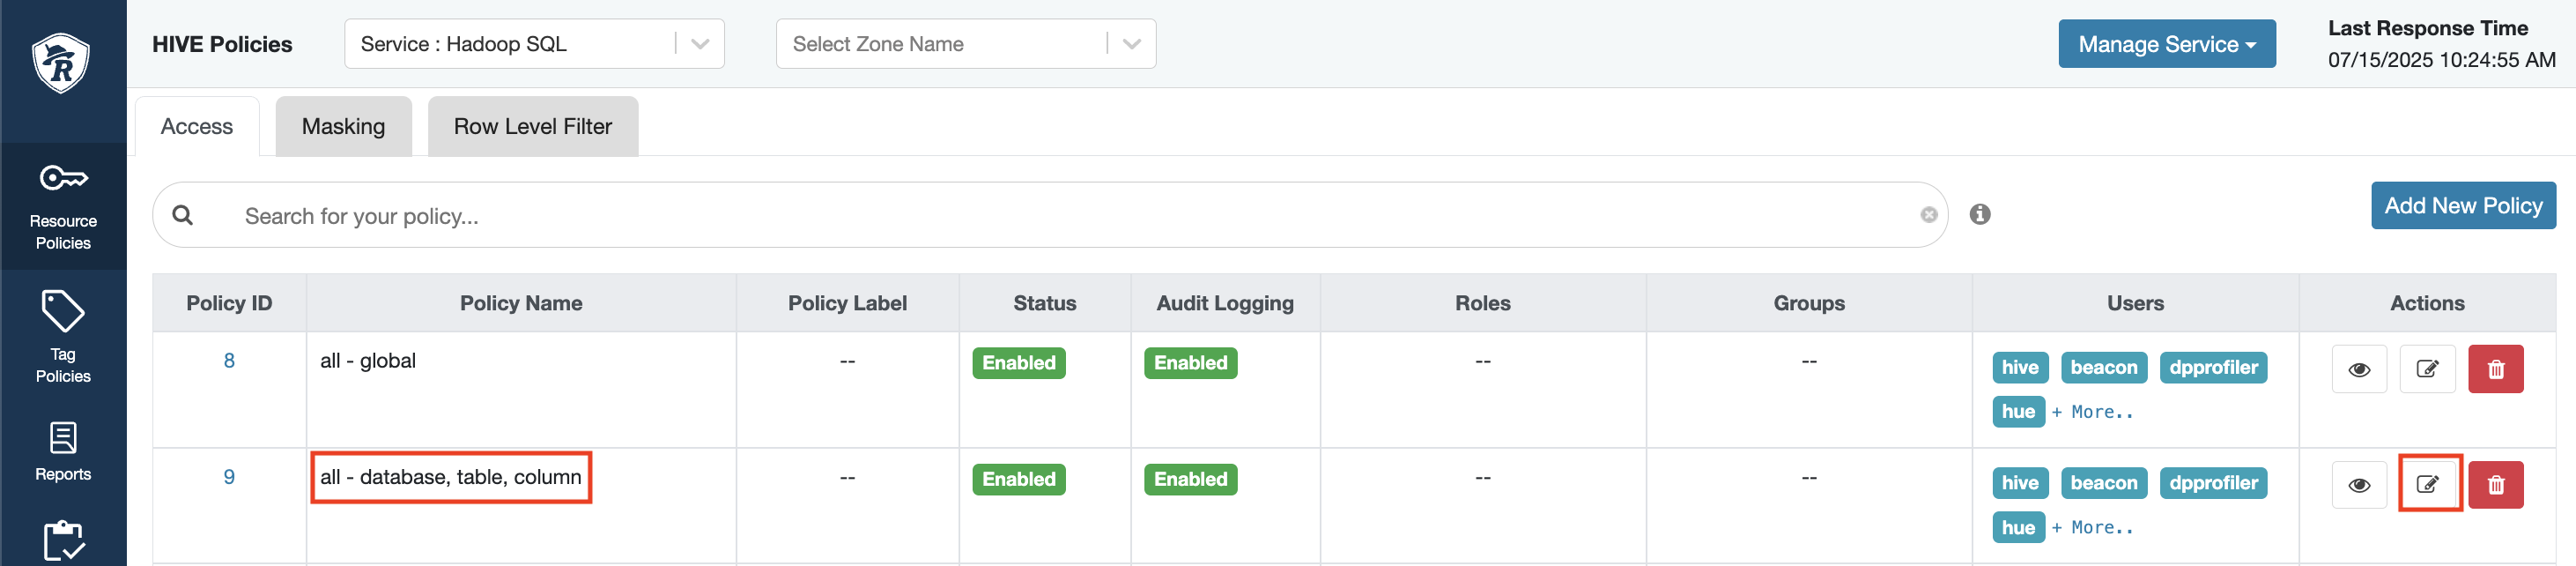 HIVE Policies
Service : Hadoop SQL
Select Zone Name
Manage Service
Last Response Time
07/15/2025 10:24:55 AM
R
Access
Masking
Row Level Filter
Resource
Policies
Search for your policy...
Add New Policy
Policy ID
Policy Name
Policy Label
Status
Audit Logging
Roles
Groups
Users
Actions
8
all - global
--
Enabled
Enabled
--
--
hive beacon dpprofiler
hue + More..
Tag
Policies
9
all - database, table, column
--
Enabled
Enabled
--
--
hive beacon dpprofiler
hue + More..
Reports